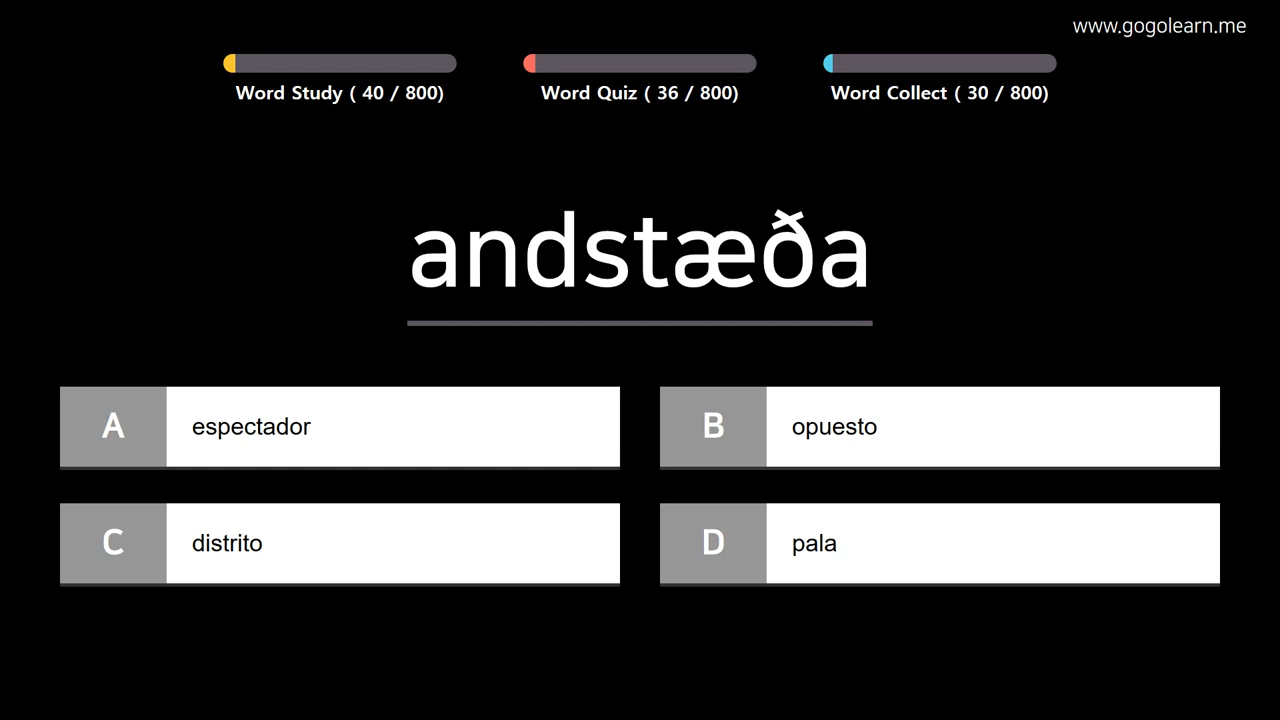 www.gogolearn.me
Word Study ( 40 / 800)
Word Quiz ( 36 / 800)
Word Collect ( 30 / 800)
andstæða
A espectador
B opuesto
C distrito
D pala